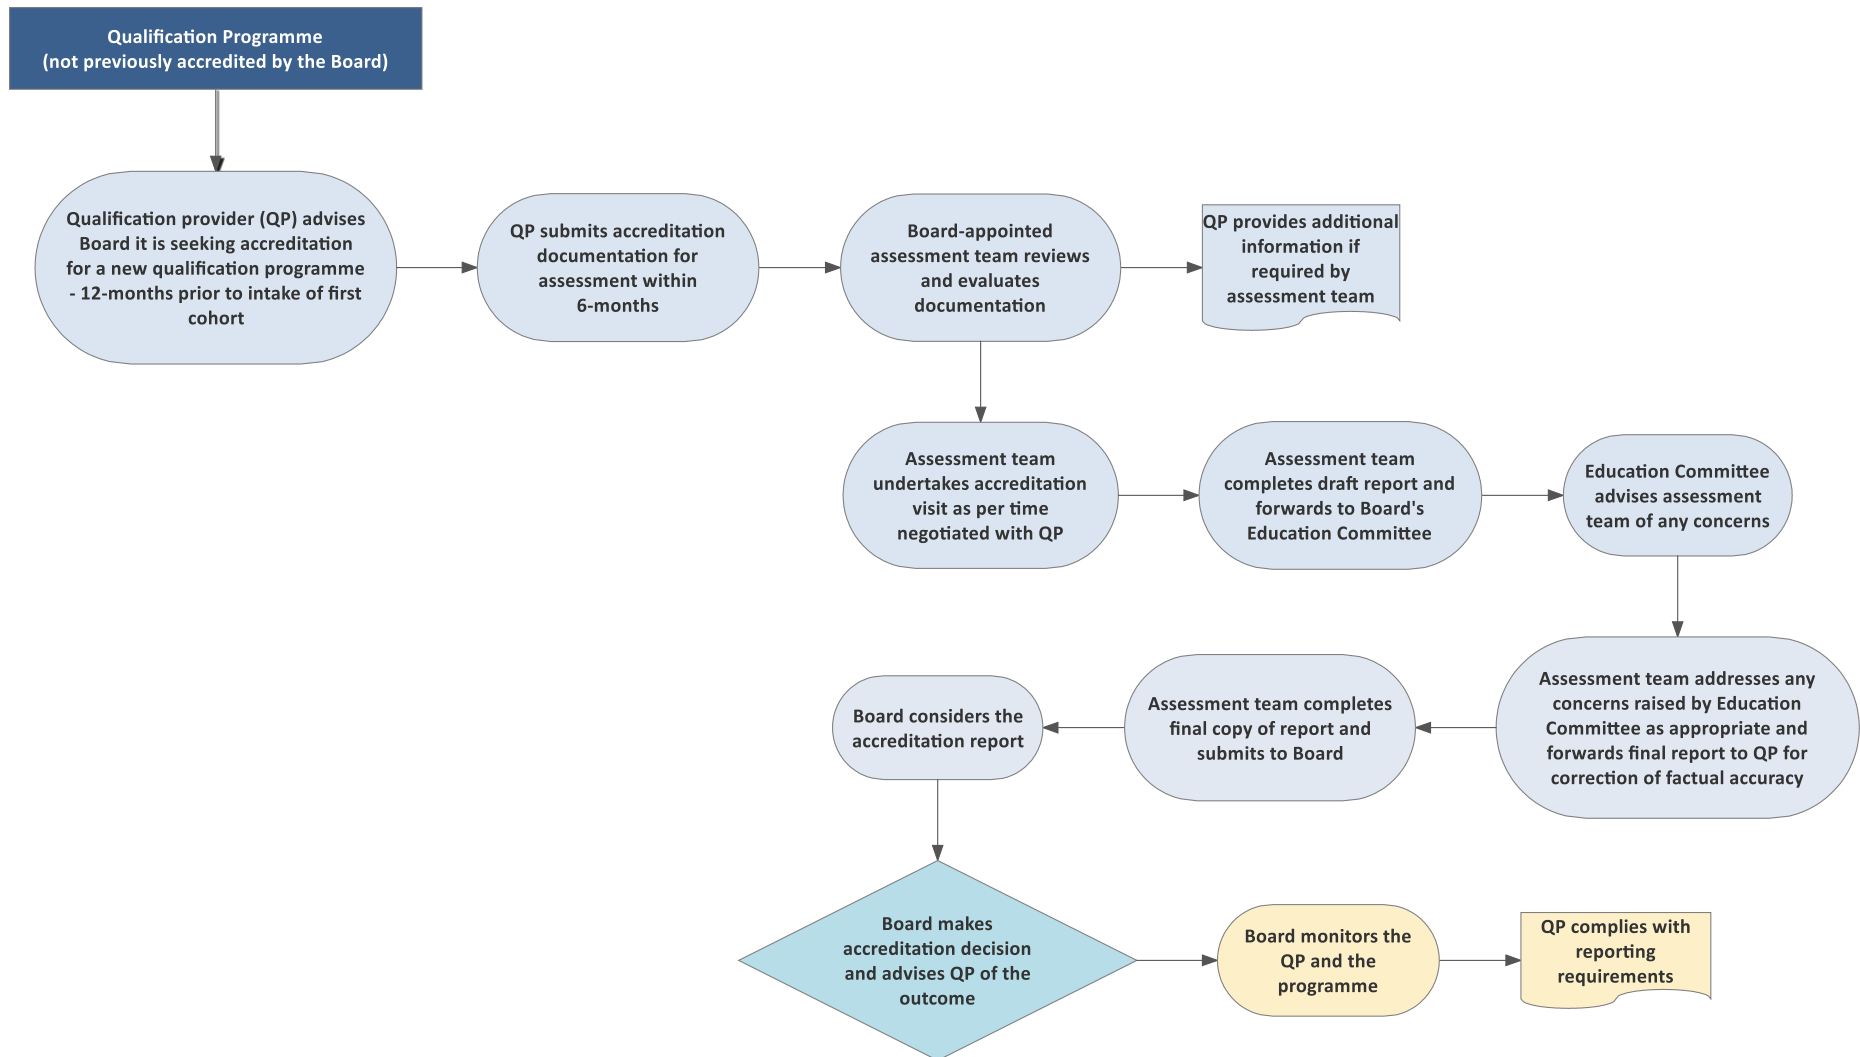 Qualification Programme
(not previously accredited by the Board)
Qualification provider (QP) advises
Board it is seeking accreditation
for a new qualification programme
- 12-months prior to intake of first
cohort
QP submits accreditation
documentation for
assessment within
6-months
Board-appointed
assessment team reviews
and evaluates
documentation
QP provides additional
information if
required by
assessment team
Assessment team
undertakes accreditation
visit as per time
negotiated with QP
Assessment team
completes draft report and
forwards to Board's
Education Committee
Education Committee
advises assessment
team of any concerns
Assessment team addresses any
concerns raised by Education
Committee as appropriate and
forwards final report to QP for
correction of factual accuracy
Assessment team completes
final copy of report and
submits to Board
Board considers the
accreditation report
Board makes
accreditation decision
and advises QP of the
outcome
Board monitors the
QP and the
programme
QP complies with
reporting
requirements